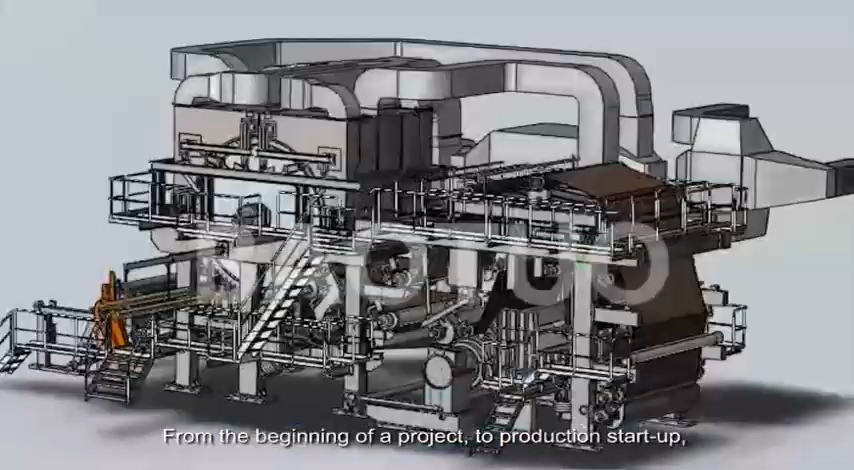 From the beginning of a project, to production start-up,